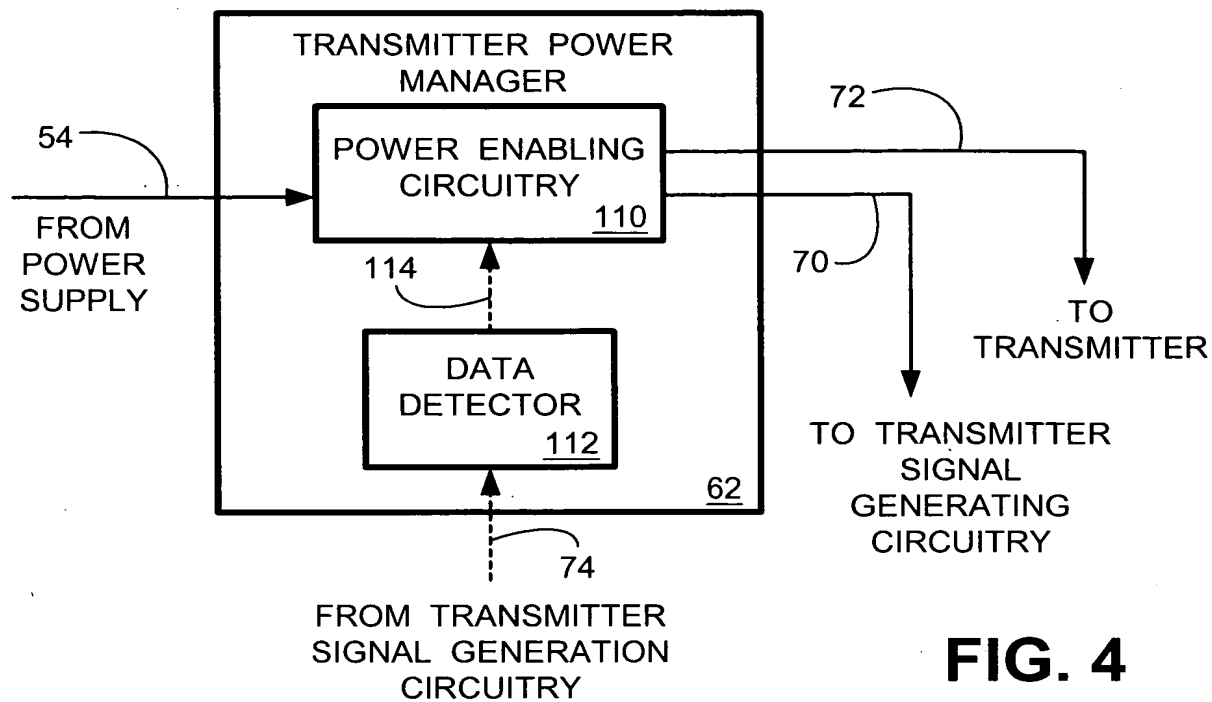 TRANSMITTER POWER
MANAGER
72
54
POWER ENABLING
CIRCUITRY
110
FROM
POWER
SUPPLY
114
70
TO
TRANSMITTER
DATA
DETECTOR
112
TO TRANSMITTER
SIGNAL
GENERATING
CIRCUITRY
62
74
FROM TRANSMITTER
SIGNAL GENERATION
CIRCUITRY
FIG. 4